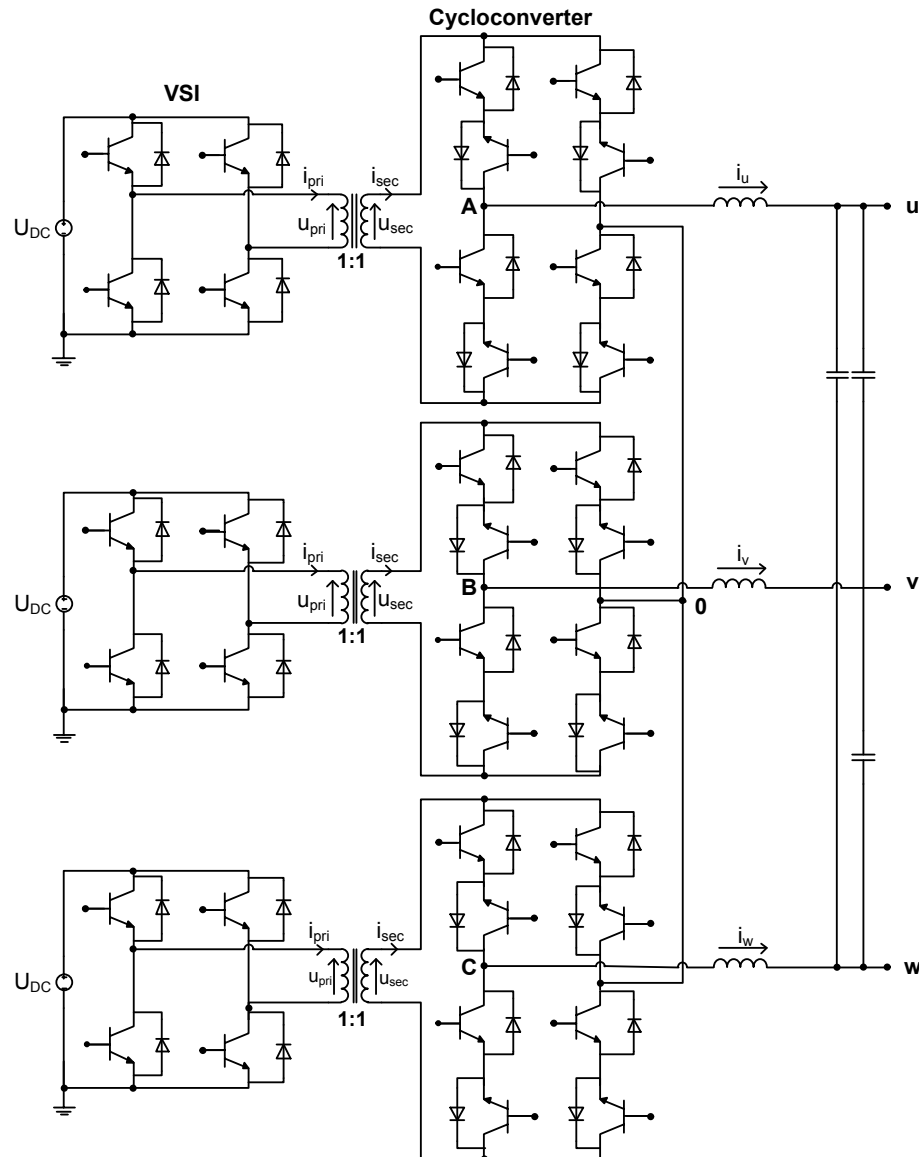 Cycloconverter
VSI
U_DC
i_pri
i_sec
u_pri
u_sec
1:1
A
i_u
u
U_DC
i_pri
i_sec
u_pri
u_sec
1:1
B
0
i_v
v
U_DC
i_pri
i_sec
u_pri
u_sec
1:1
C
i_w
w